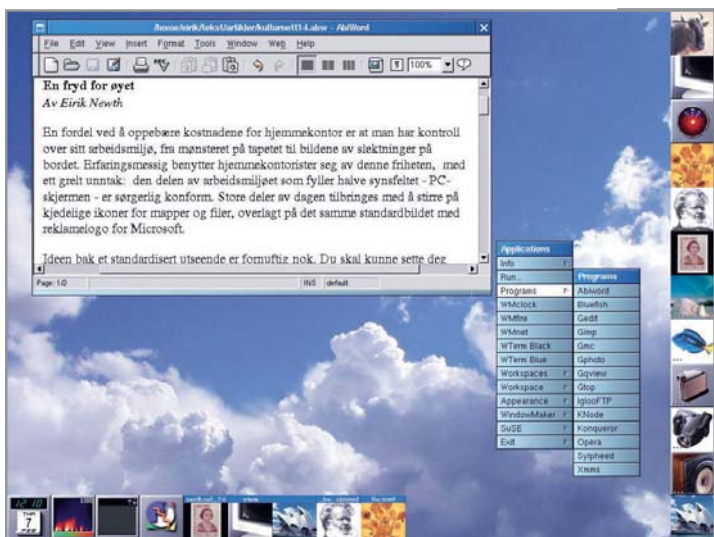 /home/eirik/tekst/artikler/kulturnett1-1.abw - AbiWord
File Edit View Insert Format Tools Window Web Help
100%
En fryd for øyet
Av Eirik Newth
En fordel ved å oppebære kostnadene for hjemmekontor er at man har kontroll
over sitt arbeidsmiljø, fra mønsteret på tapetet til bildene av slektninger på
bordet. Erfaringsmessig benytter hjemmekontorister seg av denne friheten, med
ett grelt unntak: den delen av arbeidsmiljøet som fyller halve synsfeltet - PC-
skjermen - er sørgerlig konform. Store deler av dagen tilbringes med å stirre på
kjedelige ikoner for mapper og filer, overlagt på det samme standardbildet med
reklamelogo for Microsoft.
Ideen bak et standardisert utseende er fornuftig nok. Du skal kunne sette deg
Page: 1/2 INS default
Applications
Info
Run...
Programs
WMclock
WMfire
WMnet
WTerm Black
WTerm Blue
Workspaces
Workspace
Appearance
WindowMaker
SuSE
Exit
Programs
Abiword
Bluefish
Gedit
Gimp
Gmc
Gphoto
Gqview
Gtop
IglooFTP
KNode
Konqueror
Opera
Sylpheed
Xmms
12 10
7